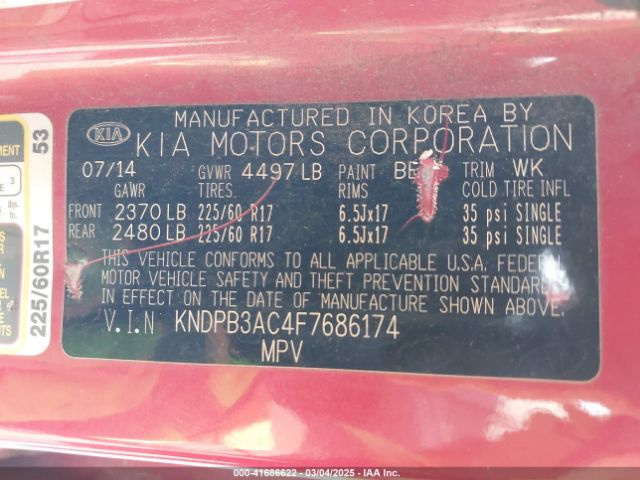 MANUFACTURED IN KOREA BY
KIA KIA MOTORS CORPORATION
07/14 GVWR 4497 LB PAINT TRIM WK
GAWR TIRES. RIMS COLD TIRE INFL
FRONT 2370 LB 225/60 R17 6.5Jx17 35 psi SINGLE
REAR 2480 LB 225/60 R17 6.5Jx17 35 psi SINGLE
THIS VEHICLE CONFORMS TO ALL APPLICABLE U.S.A. FEDERAL
MOTOR VEHICLE SAFETY AND THEFT PREVENTION STANDARDS
IN EFFECT ON THE DATE OF MANUFACTURE SHOWN ABOVE.
V.I.N KNDPB3AC4F7686174
MPV
53
225/60R17
3
lbs.
000-41686622 - 03/04/2025 - IAA Inc.